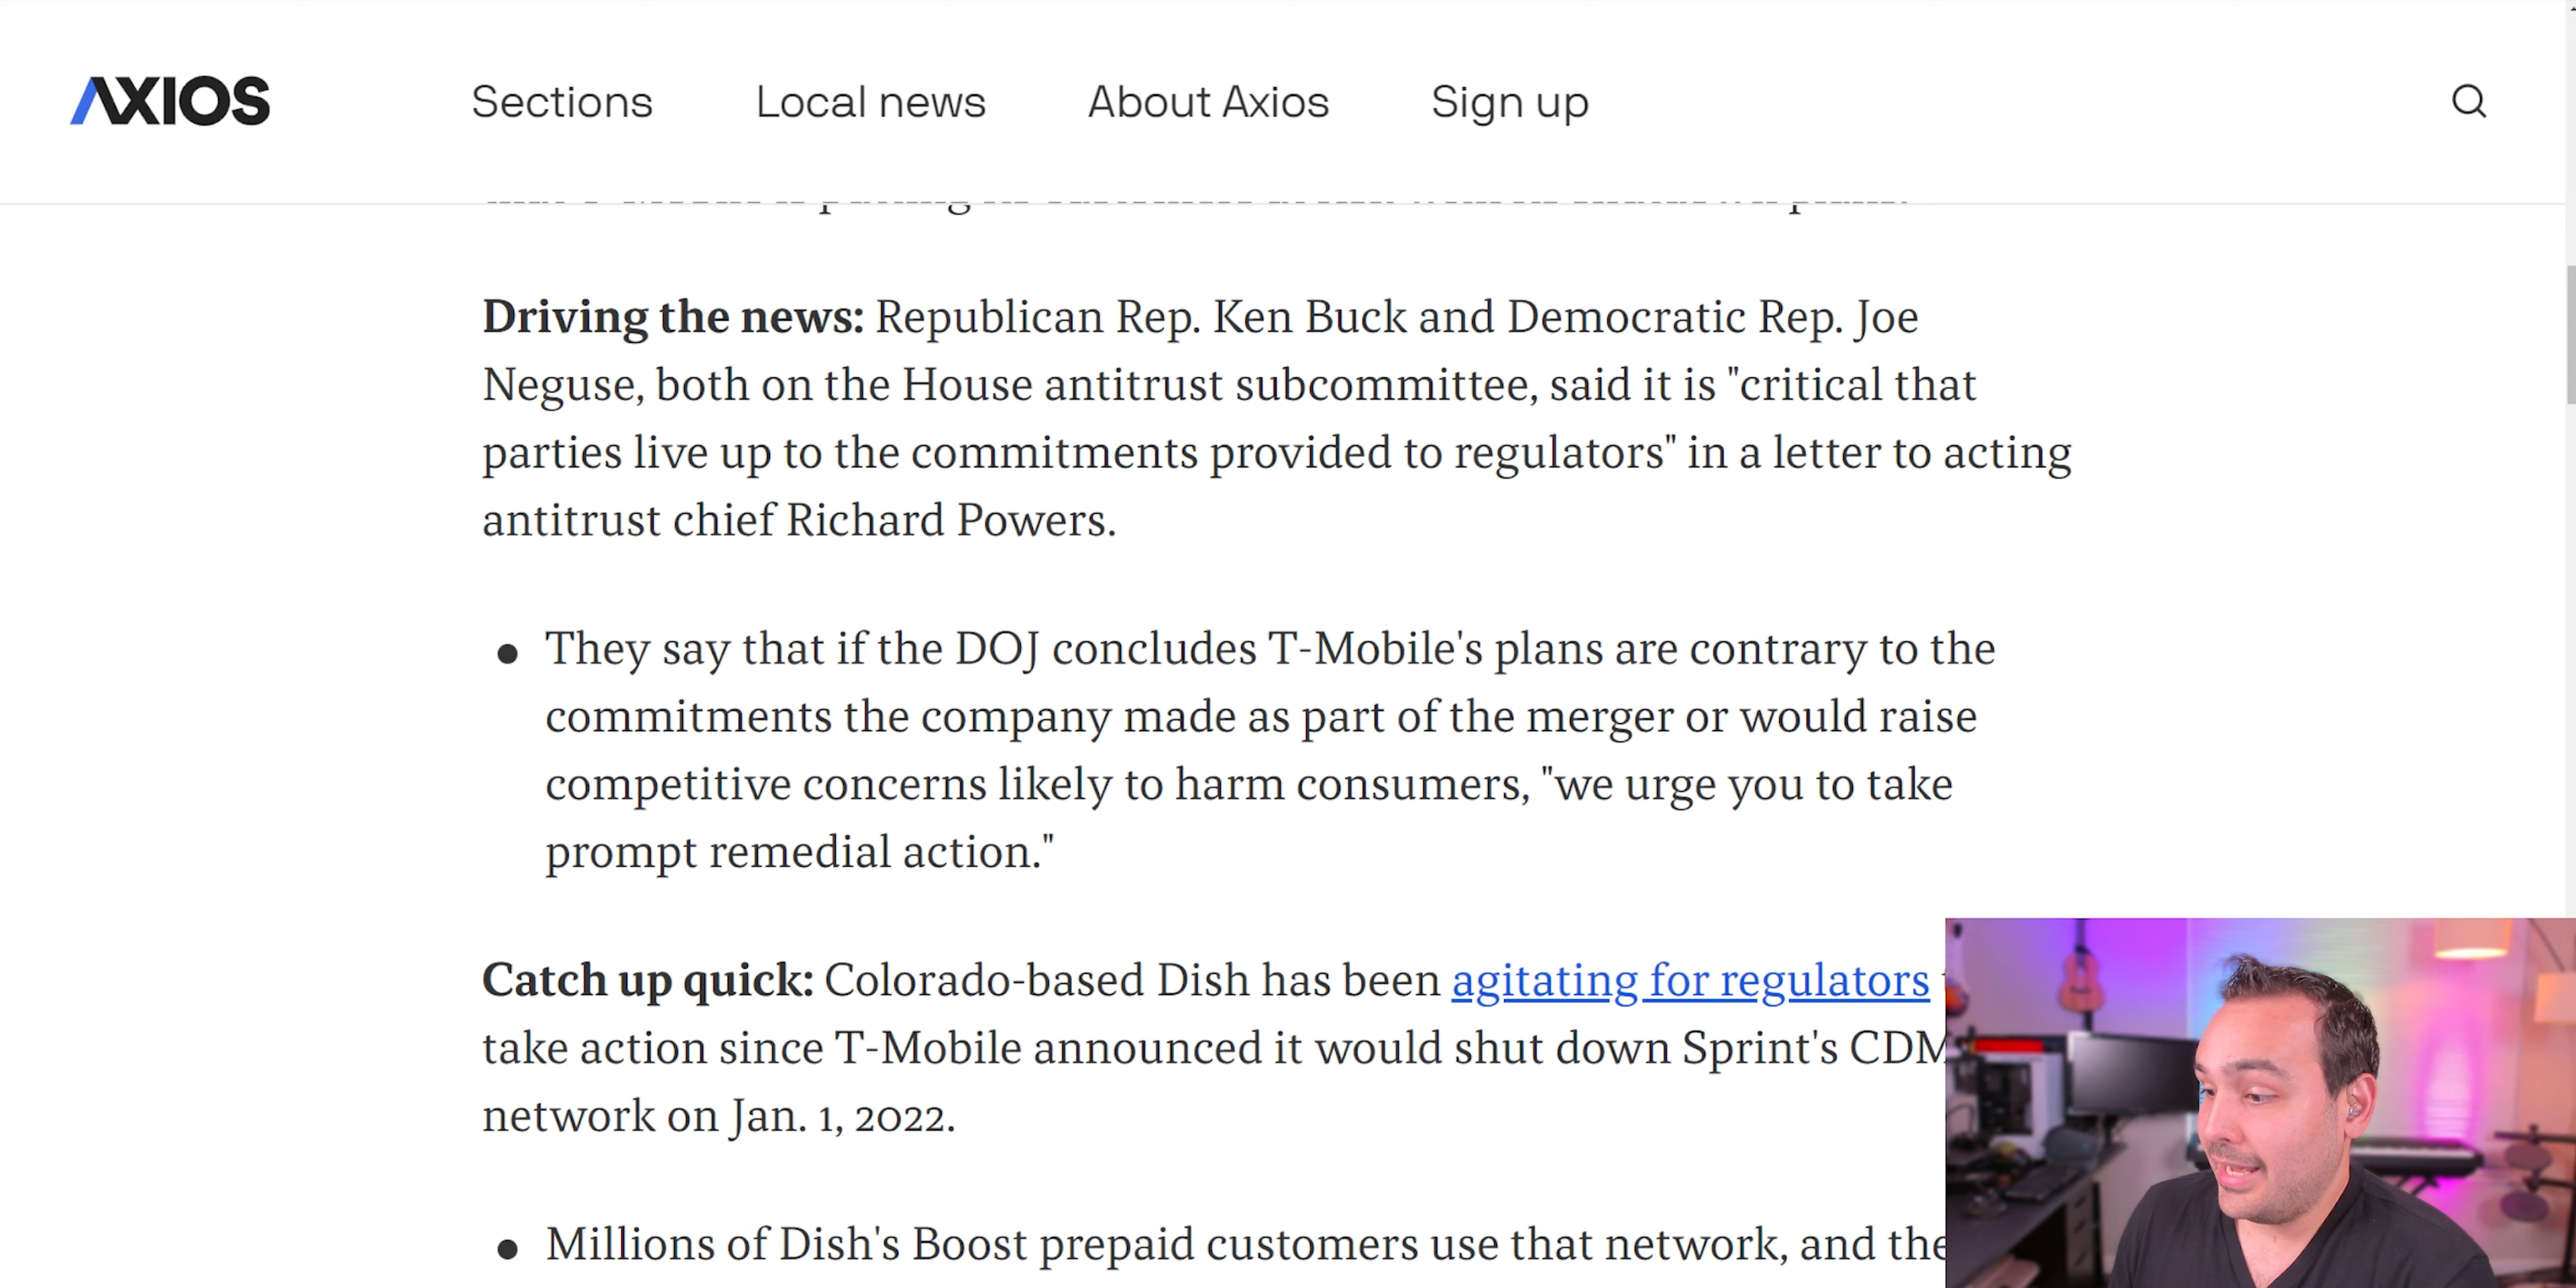 AXIOS
Sections Local news About Axios Sign up
Driving the news: Republican Rep. Ken Buck and Democratic Rep. Joe
Neguse, both on the House antitrust subcommittee, said it is "critical that
parties live up to the commitments provided to regulators" in a letter to acting
antitrust chief Richard Powers.
• They say that if the DOJ concludes T-Mobile's plans are contrary to the
commitments the company made as part of the merger or would raise
competitive concerns likely to harm consumers, "we urge you to take
prompt remedial action."
Catch up quick: Colorado-based Dish has been agitating for regulators
take action since T-Mobile announced it would shut down Sprint's CDM
network on Jan. 1, 2022.
• Millions of Dish's Boost prepaid customers use that network, and the